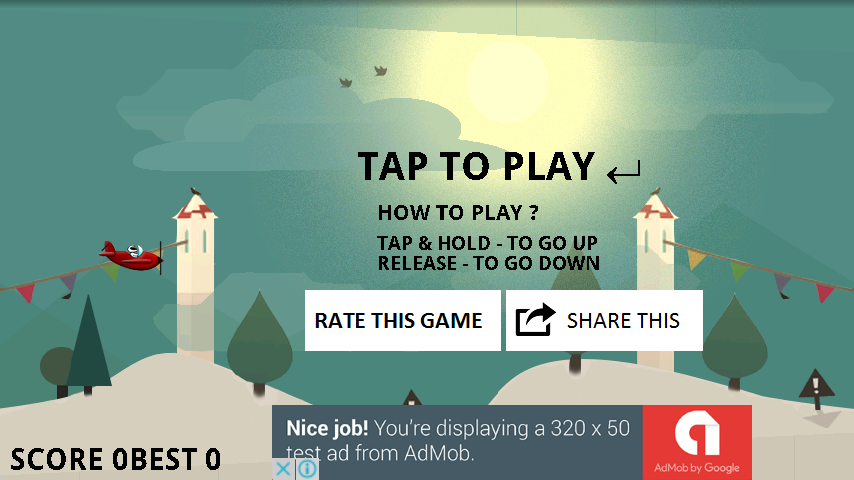 TAP TO PLAY
HOW TO PLAY ?
TAP & HOLD - TO GO UP
RELEASE - TO GO DOWN
RATE THIS GAME
SHARE THIS
Nice job! You're displaying a 320 x 50
test ad from AdMob.
AdMob by Google
SCORE 0BEST 0